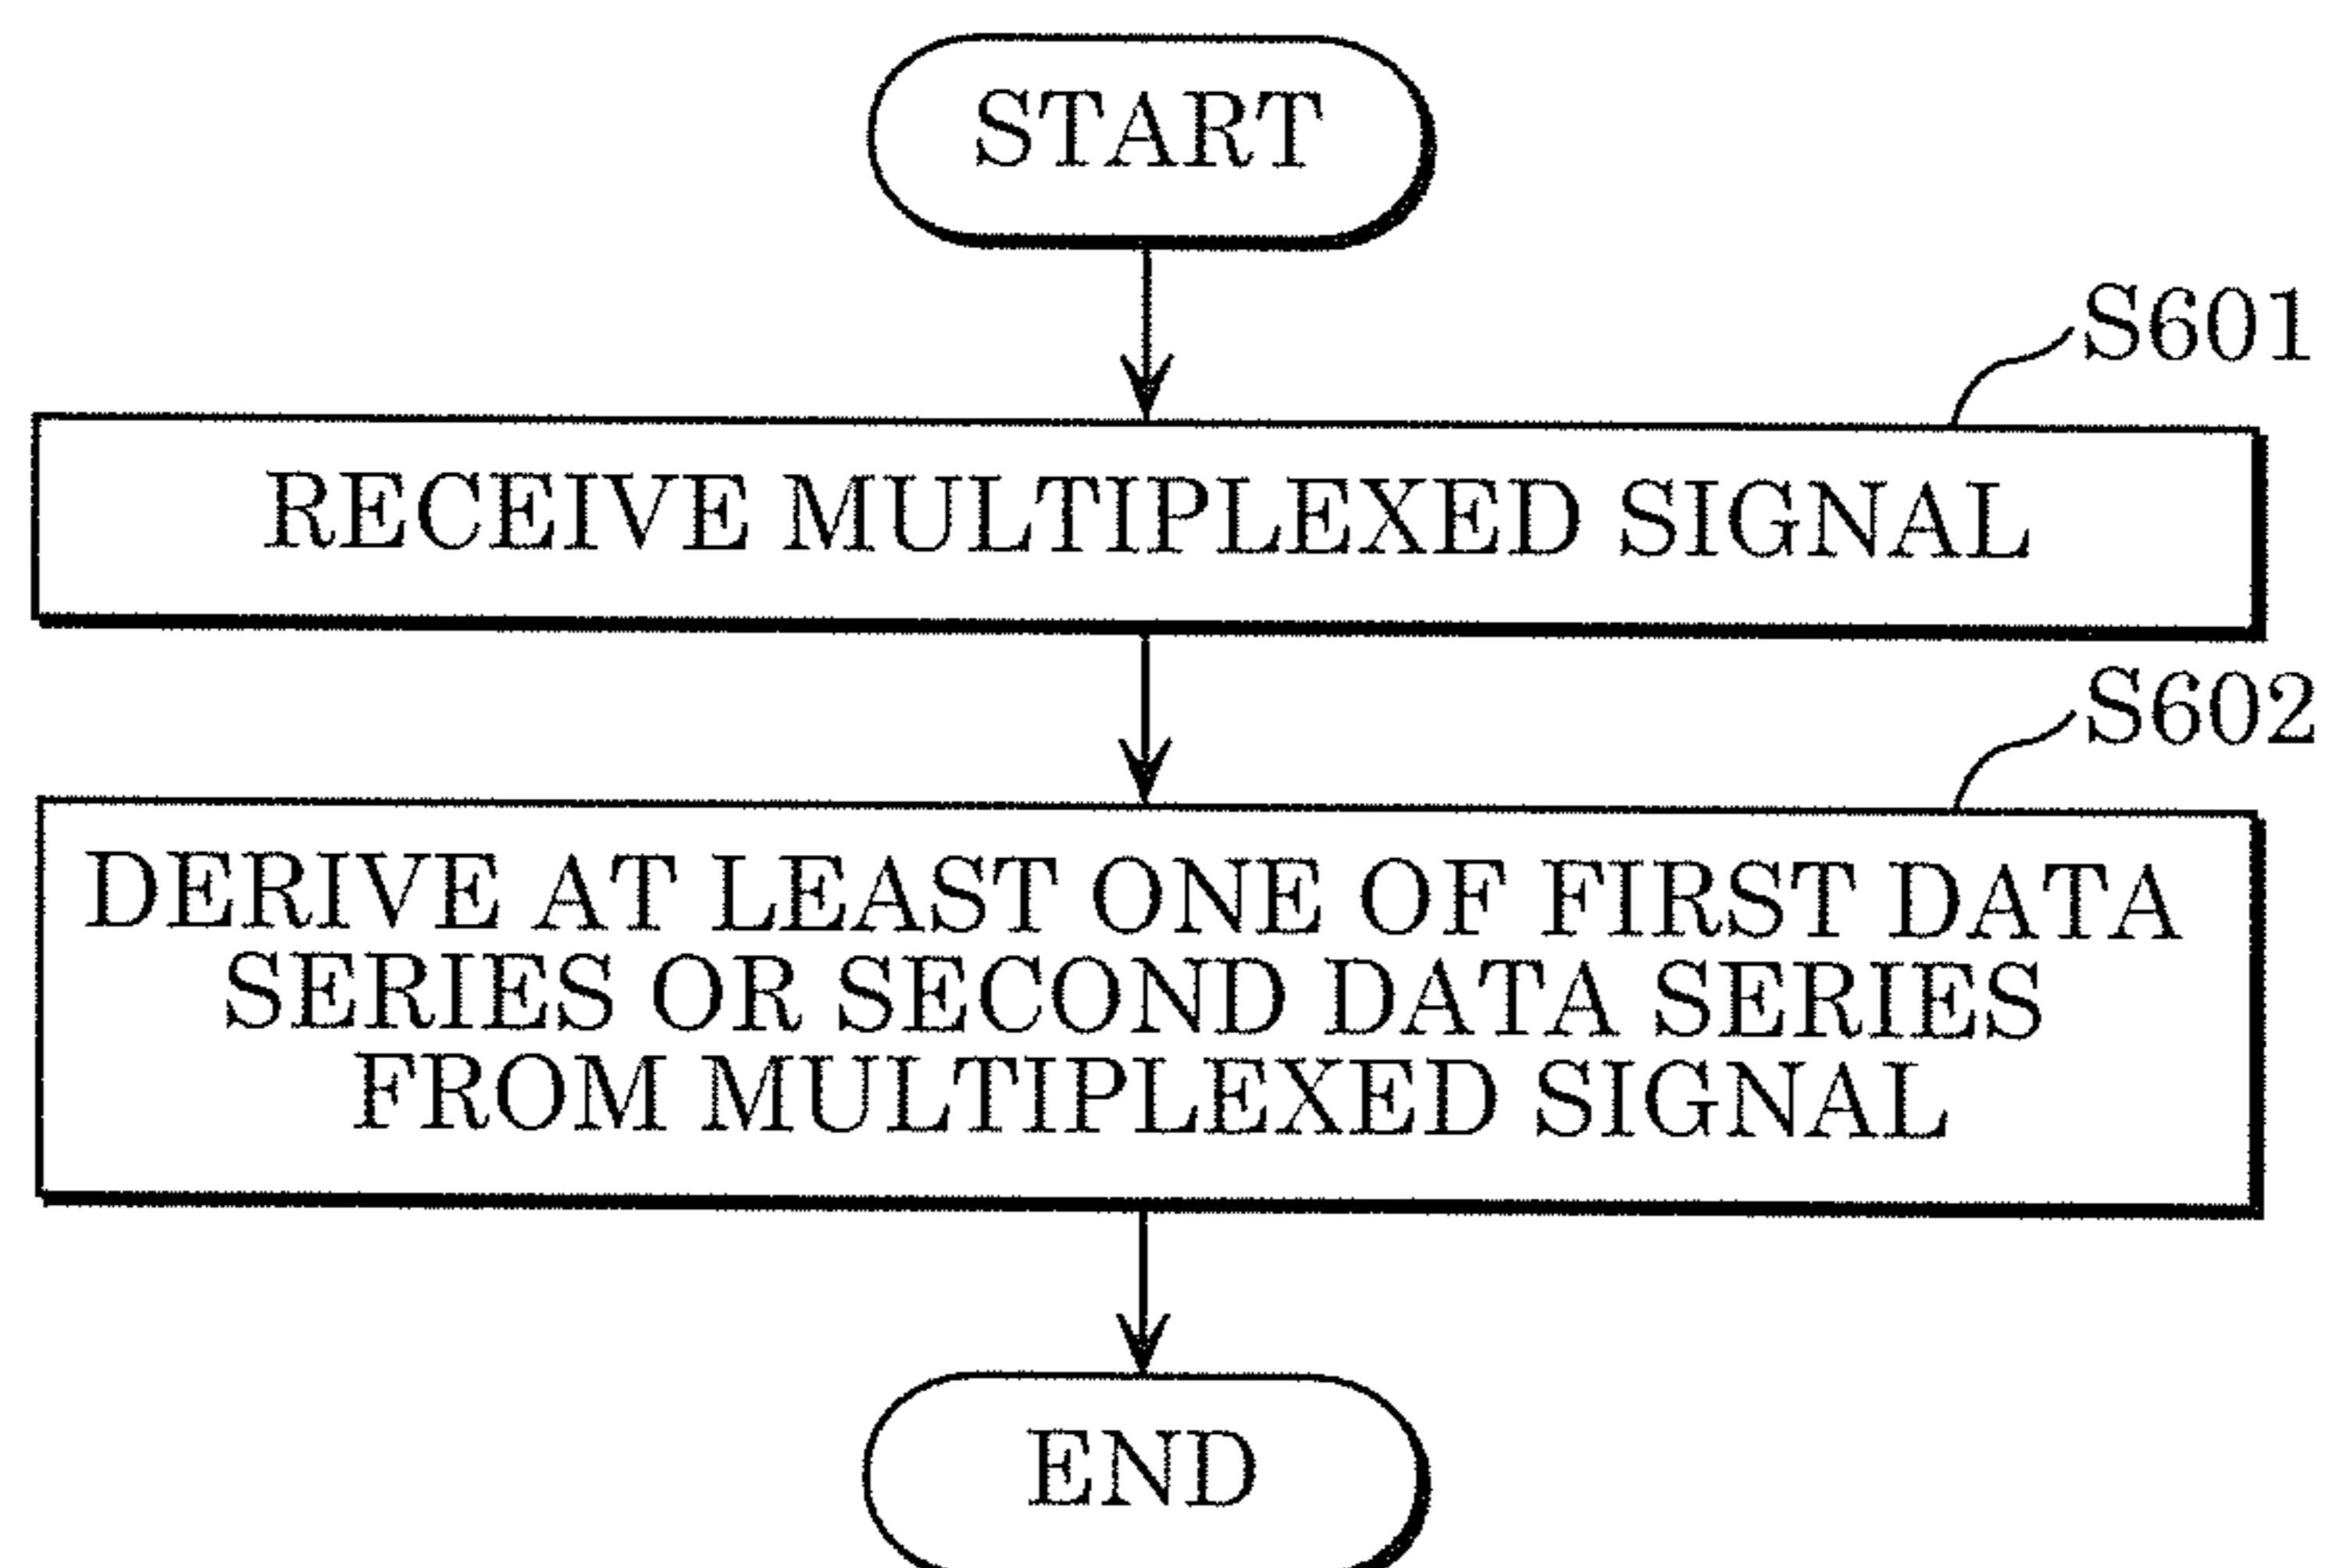 START
S601
RECEIVE MULTIPLEXED SIGNAL
S602
DERIVE AT LEAST ONE OF FIRST DATA
SERIES OR SECOND DATA SERIES
FROM MULTIPLEXED SIGNAL
END